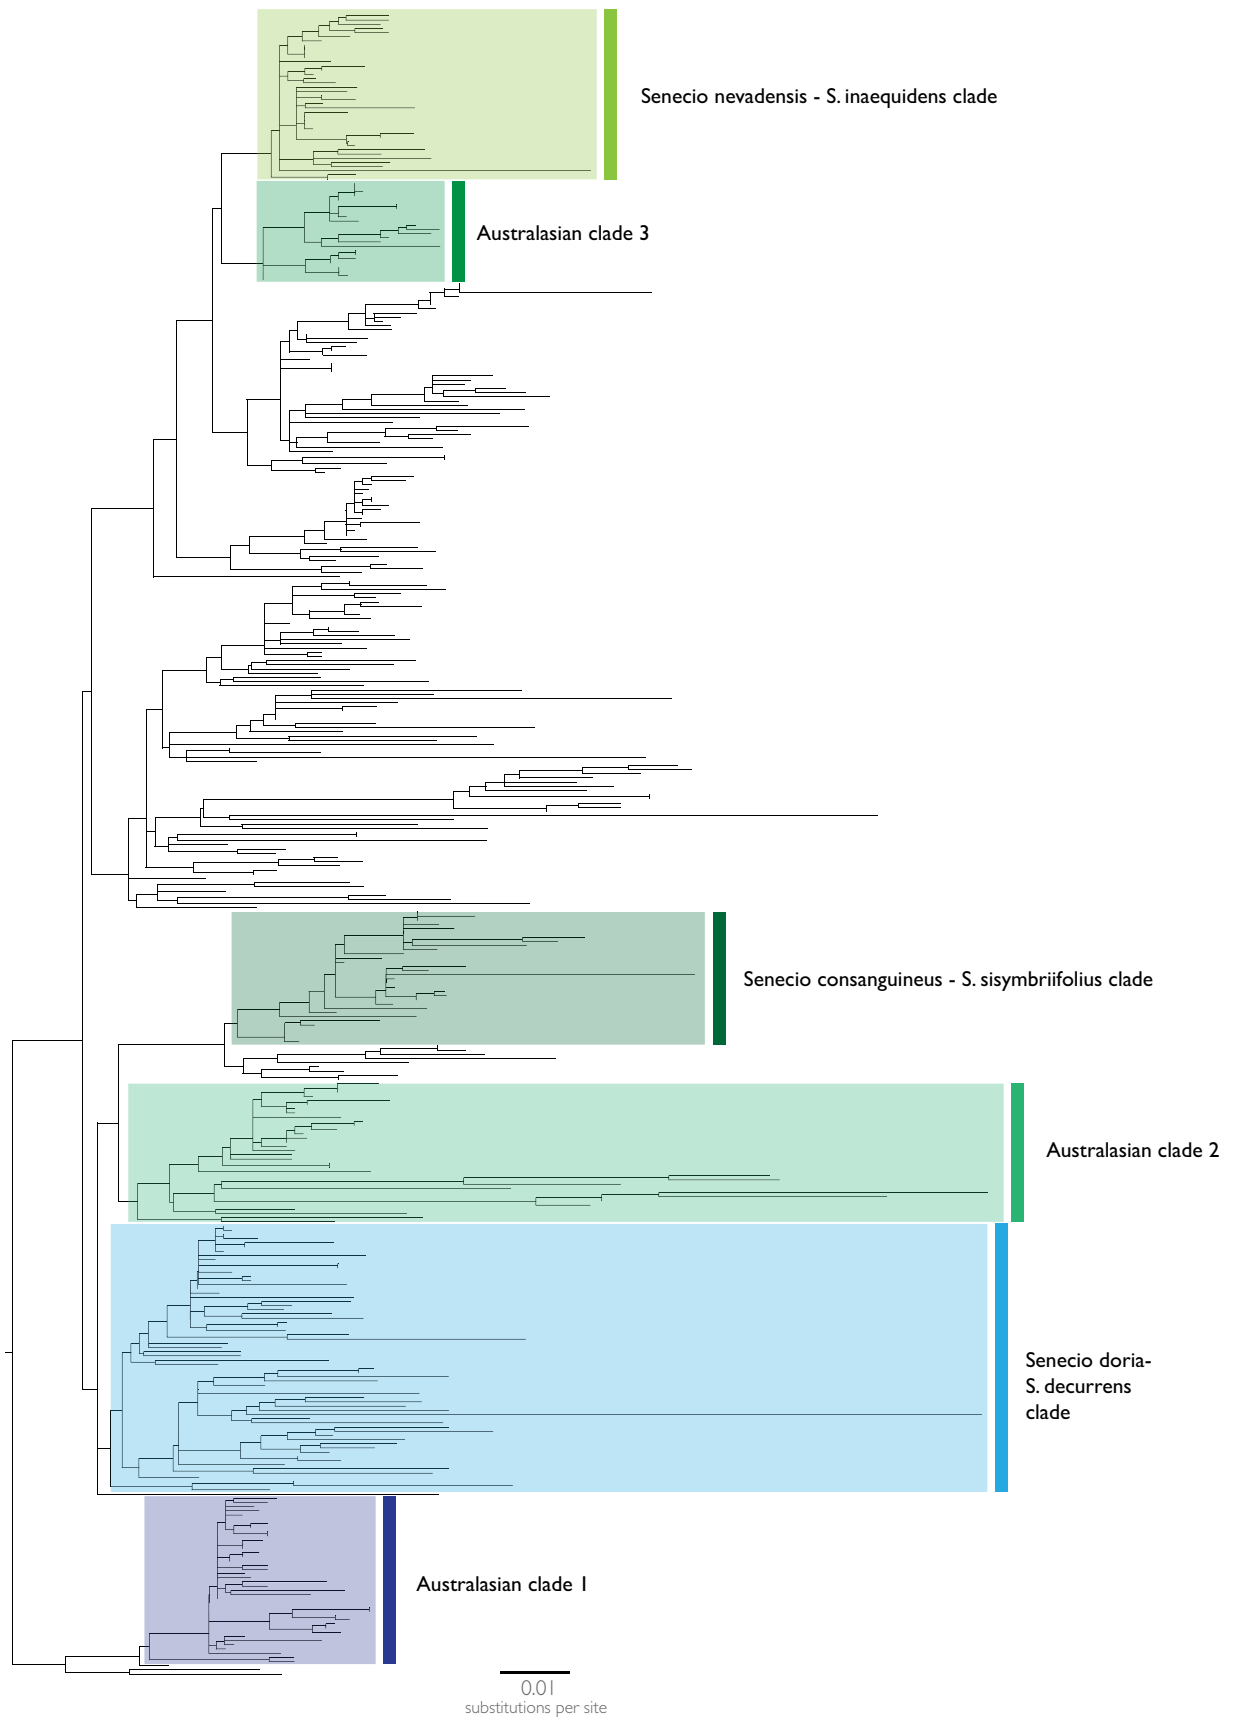 Senecio nevadensis - S. inaequidens clade
Australasian clade 3
Senecio consanguineus - S. sisymbriifolius clade
Australasian clade 2
Senecio doria-
S. decurrens
clade
Australasian clade 1
0.01
substitutions per site